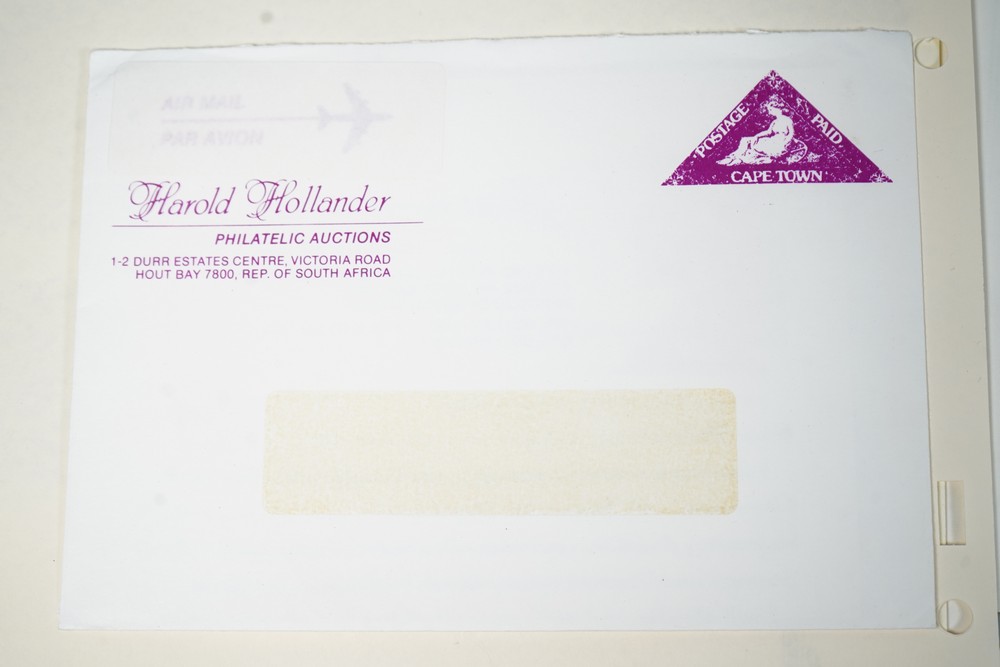 AIR MAIL
PAR AVION
Harold Hollander
PHILATELIC AUCTIONS
1-2 DURR ESTATES CENTRE, VICTORIA ROAD
HOUT BAY 7800, REP. OF SOUTH AFRICA
POSTAGE PAID
CAPE TOWN